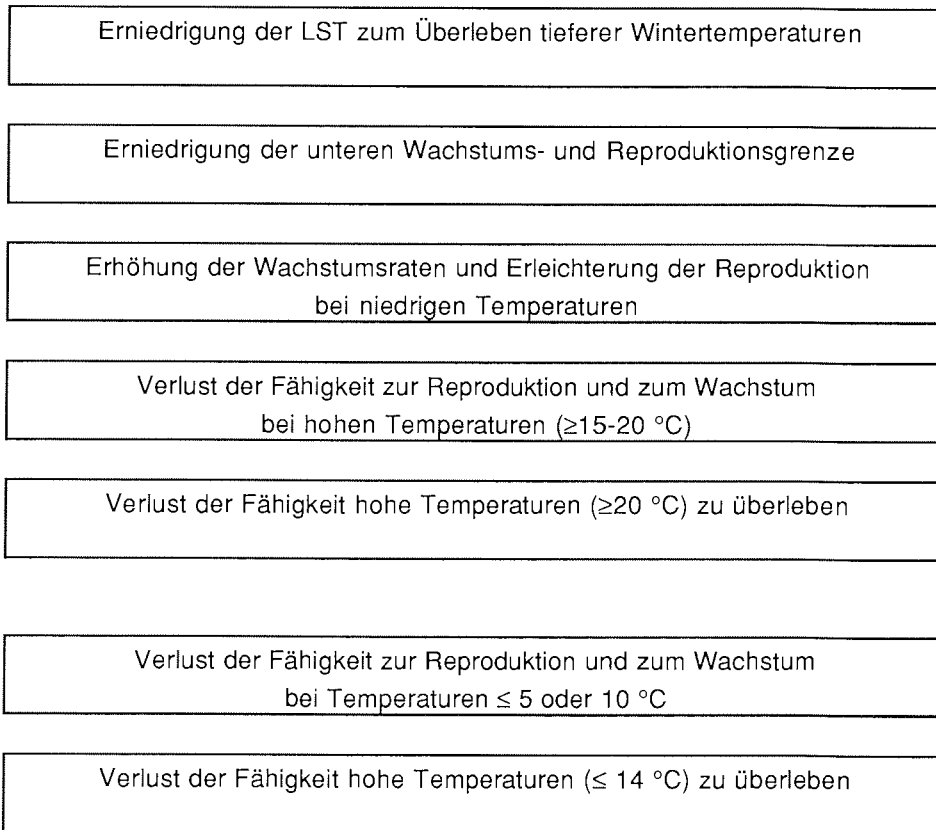 Erniedrigung der LST zum Überleben tieferer Wintertemperaturen
Erniedrigung der unteren Wachstums- und Reproduktionsgrenze
Erhöhung der Wachstumsraten und Erleichterung der Reproduktion
bei niedrigen Temperaturen
Verlust der Fähigkeit zur Reproduktion und zum Wachstum
bei hohen Temperaturen (≥15-20 °C)
Verlust der Fähigkeit hohe Temperaturen (≥20 °C) zu überleben
Verlust der Fähigkeit zur Reproduktion und zum Wachstum
bei Temperaturen ≤ 5 oder 10 °C
Verlust der Fähigkeit hohe Temperaturen (≤ 14 °C) zu überleben